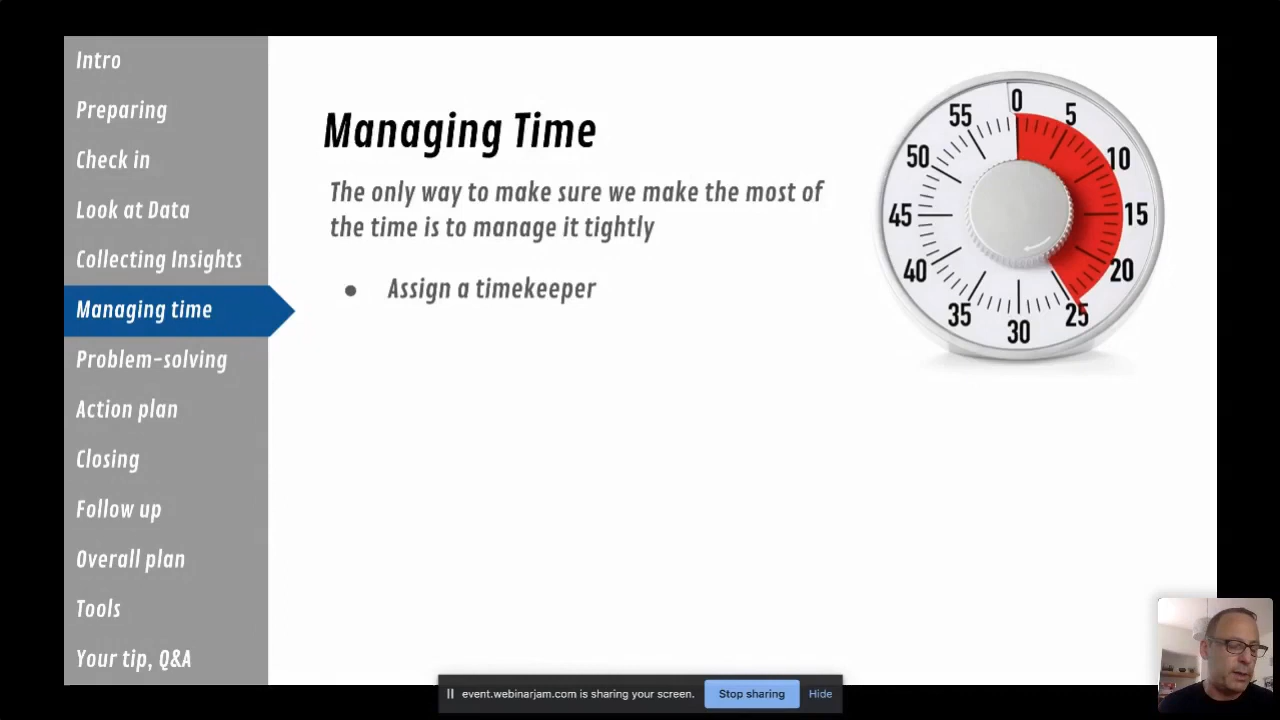 Intro
Preparing
Check in
Look at Data
Collecting Insights
Managing time
Problem-solving
Action plan
Closing
Follow up
Overall plan
Tools
Your tip, Q&A
Managing Time
The only way to make sure we make the most of
the time is to manage it tightly
● Assign a timekeeper
0
5
10
15
20
25
30
35
40
45
50
55
event.webinarjam.com is sharing your screen.
Stop sharing
Hide